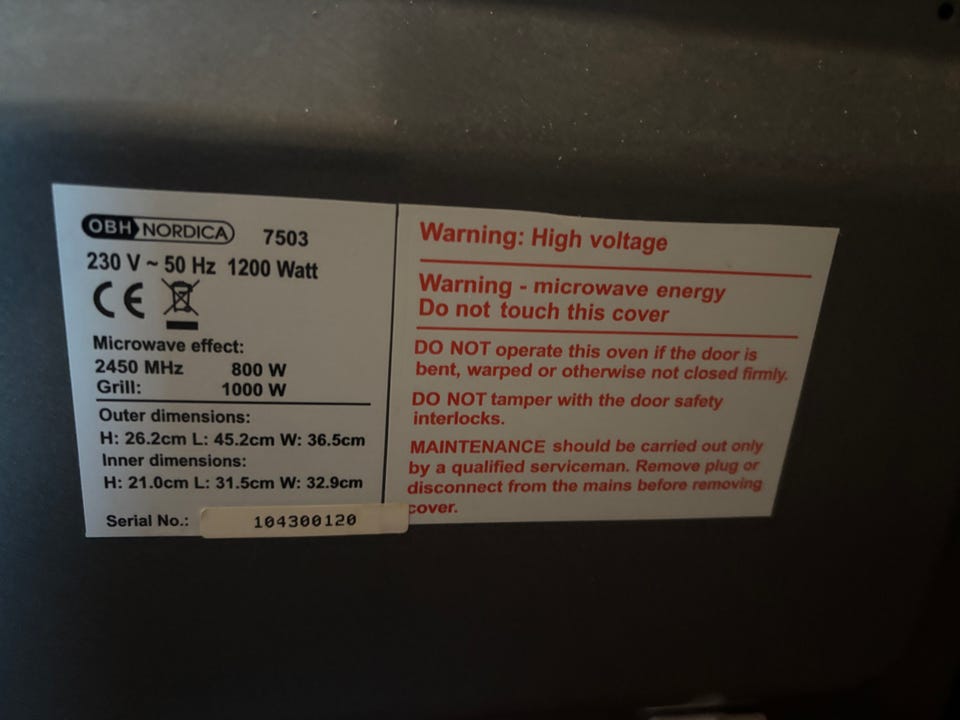 OBH NORDICA 7503
230 V ~ 50 Hz 1200 Watt
CE
Microwave effect:
2450 MHz 800 W
Grill: 1000 W
Outer dimensions:
H: 26.2cm L: 45.2cm W: 36.5cm
Inner dimensions:
H: 21.0cm L: 31.5cm W: 32.9cm
Serial No.: 104300120
Warning: High voltage
Warning - microwave energy
Do not touch this cover
DO NOT operate this oven if the door is
bent, warped or otherwise not closed firmly.
DO NOT tamper with the door safety
interlocks.
MAINTENANCE should be carried out only
by a qualified serviceman. Remove plug or
disconnect from the mains before removing
cover.